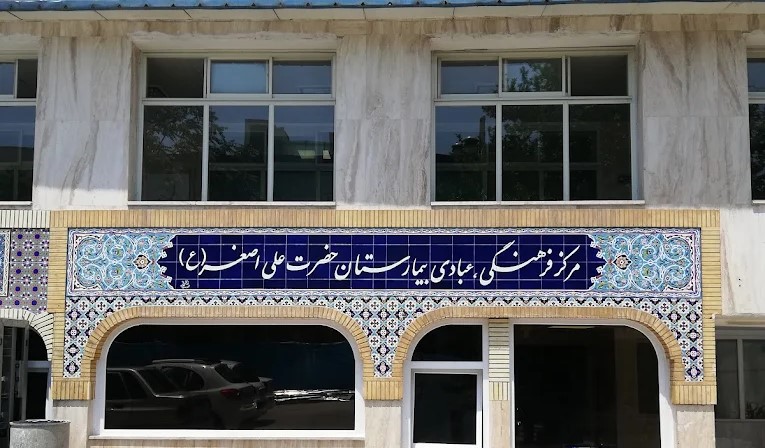 مرکز فرهنگی، عبادی بیمارستان حضرت علی اصغر (ع)